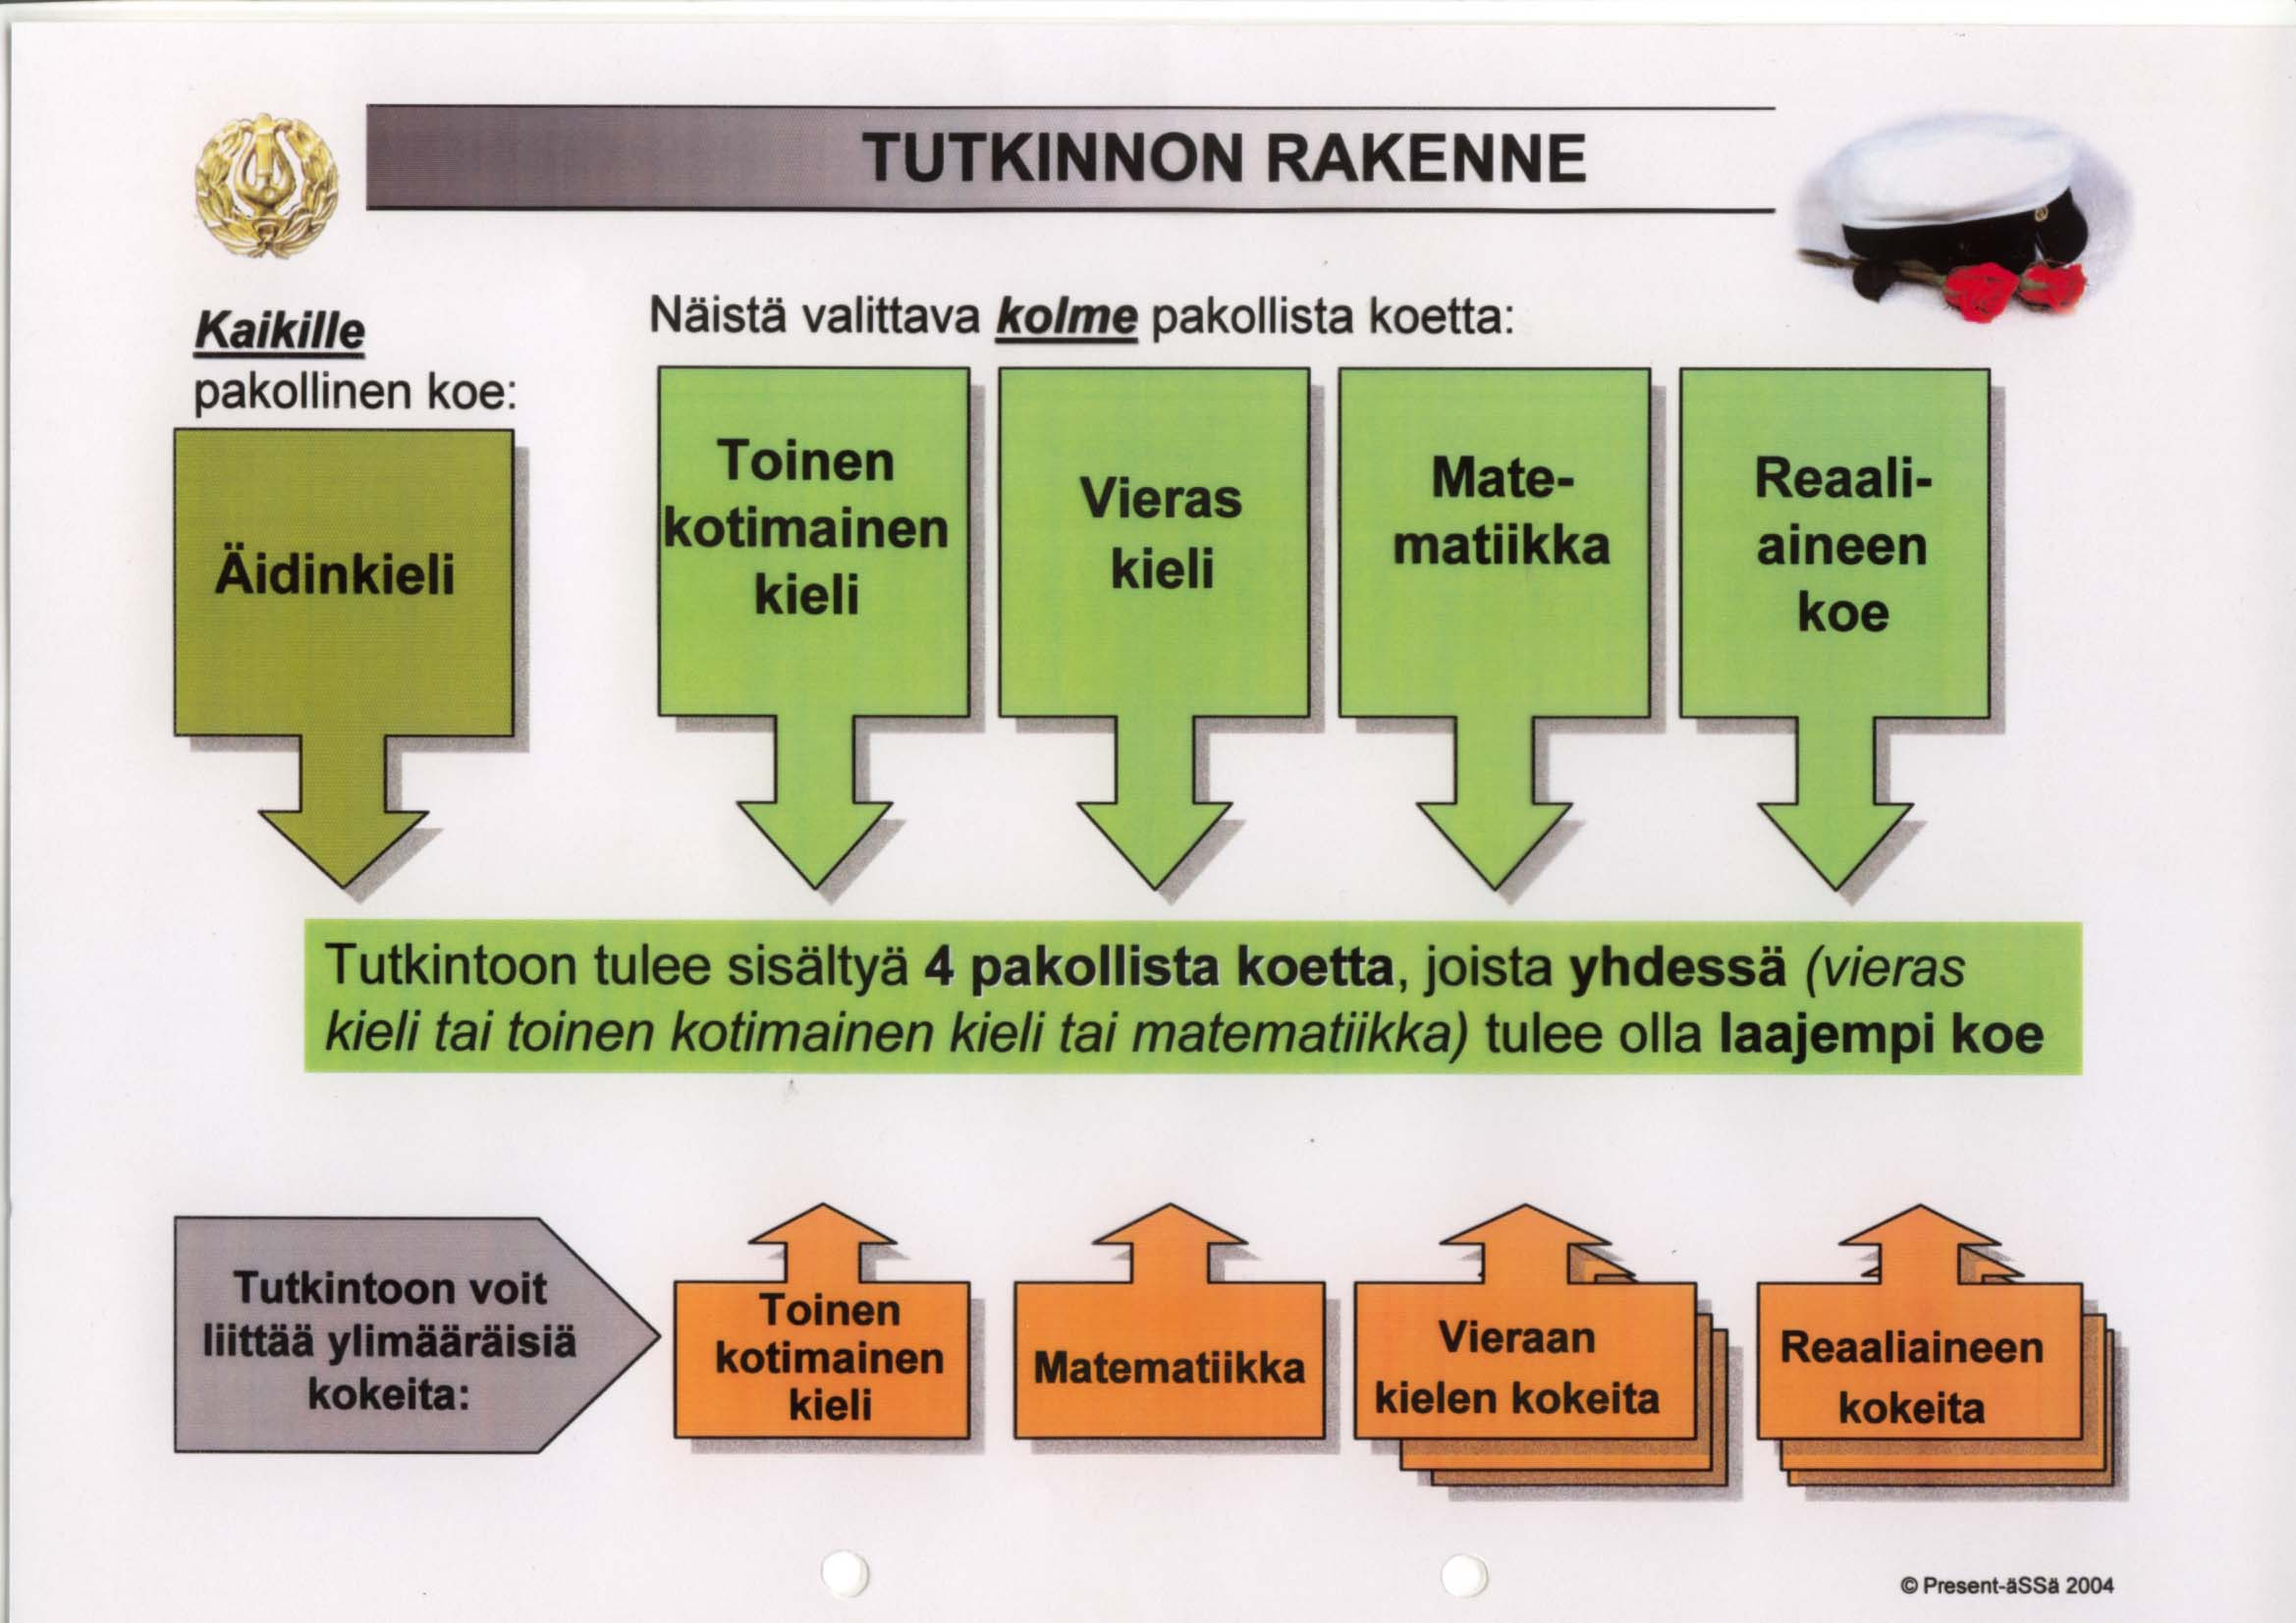 TUTKINNON RAKENNE
Kaikille
pakollinen koe:
Näistä valittava kolme pakollista koetta:
Äidinkieli
Toinen
kotimainen
kieli
Vieras
kieli
Mate-
matiikka
Reaali-
aineen
koe
Tutkintoon tulee sisältyä 4 pakollista koetta, joista yhdessä (vieras
kieli tai toinen kotimainen kieli tai matematiikka) tulee olla laajempi koe
Tutkintoon voit
liittää ylimääräisiä
kokeita:
Toinen
kotimainen
kieli
Matematiikka
Vieraan
kielen kokeita
Reaaliaineen
kokeita
© Present-äSSä 2004